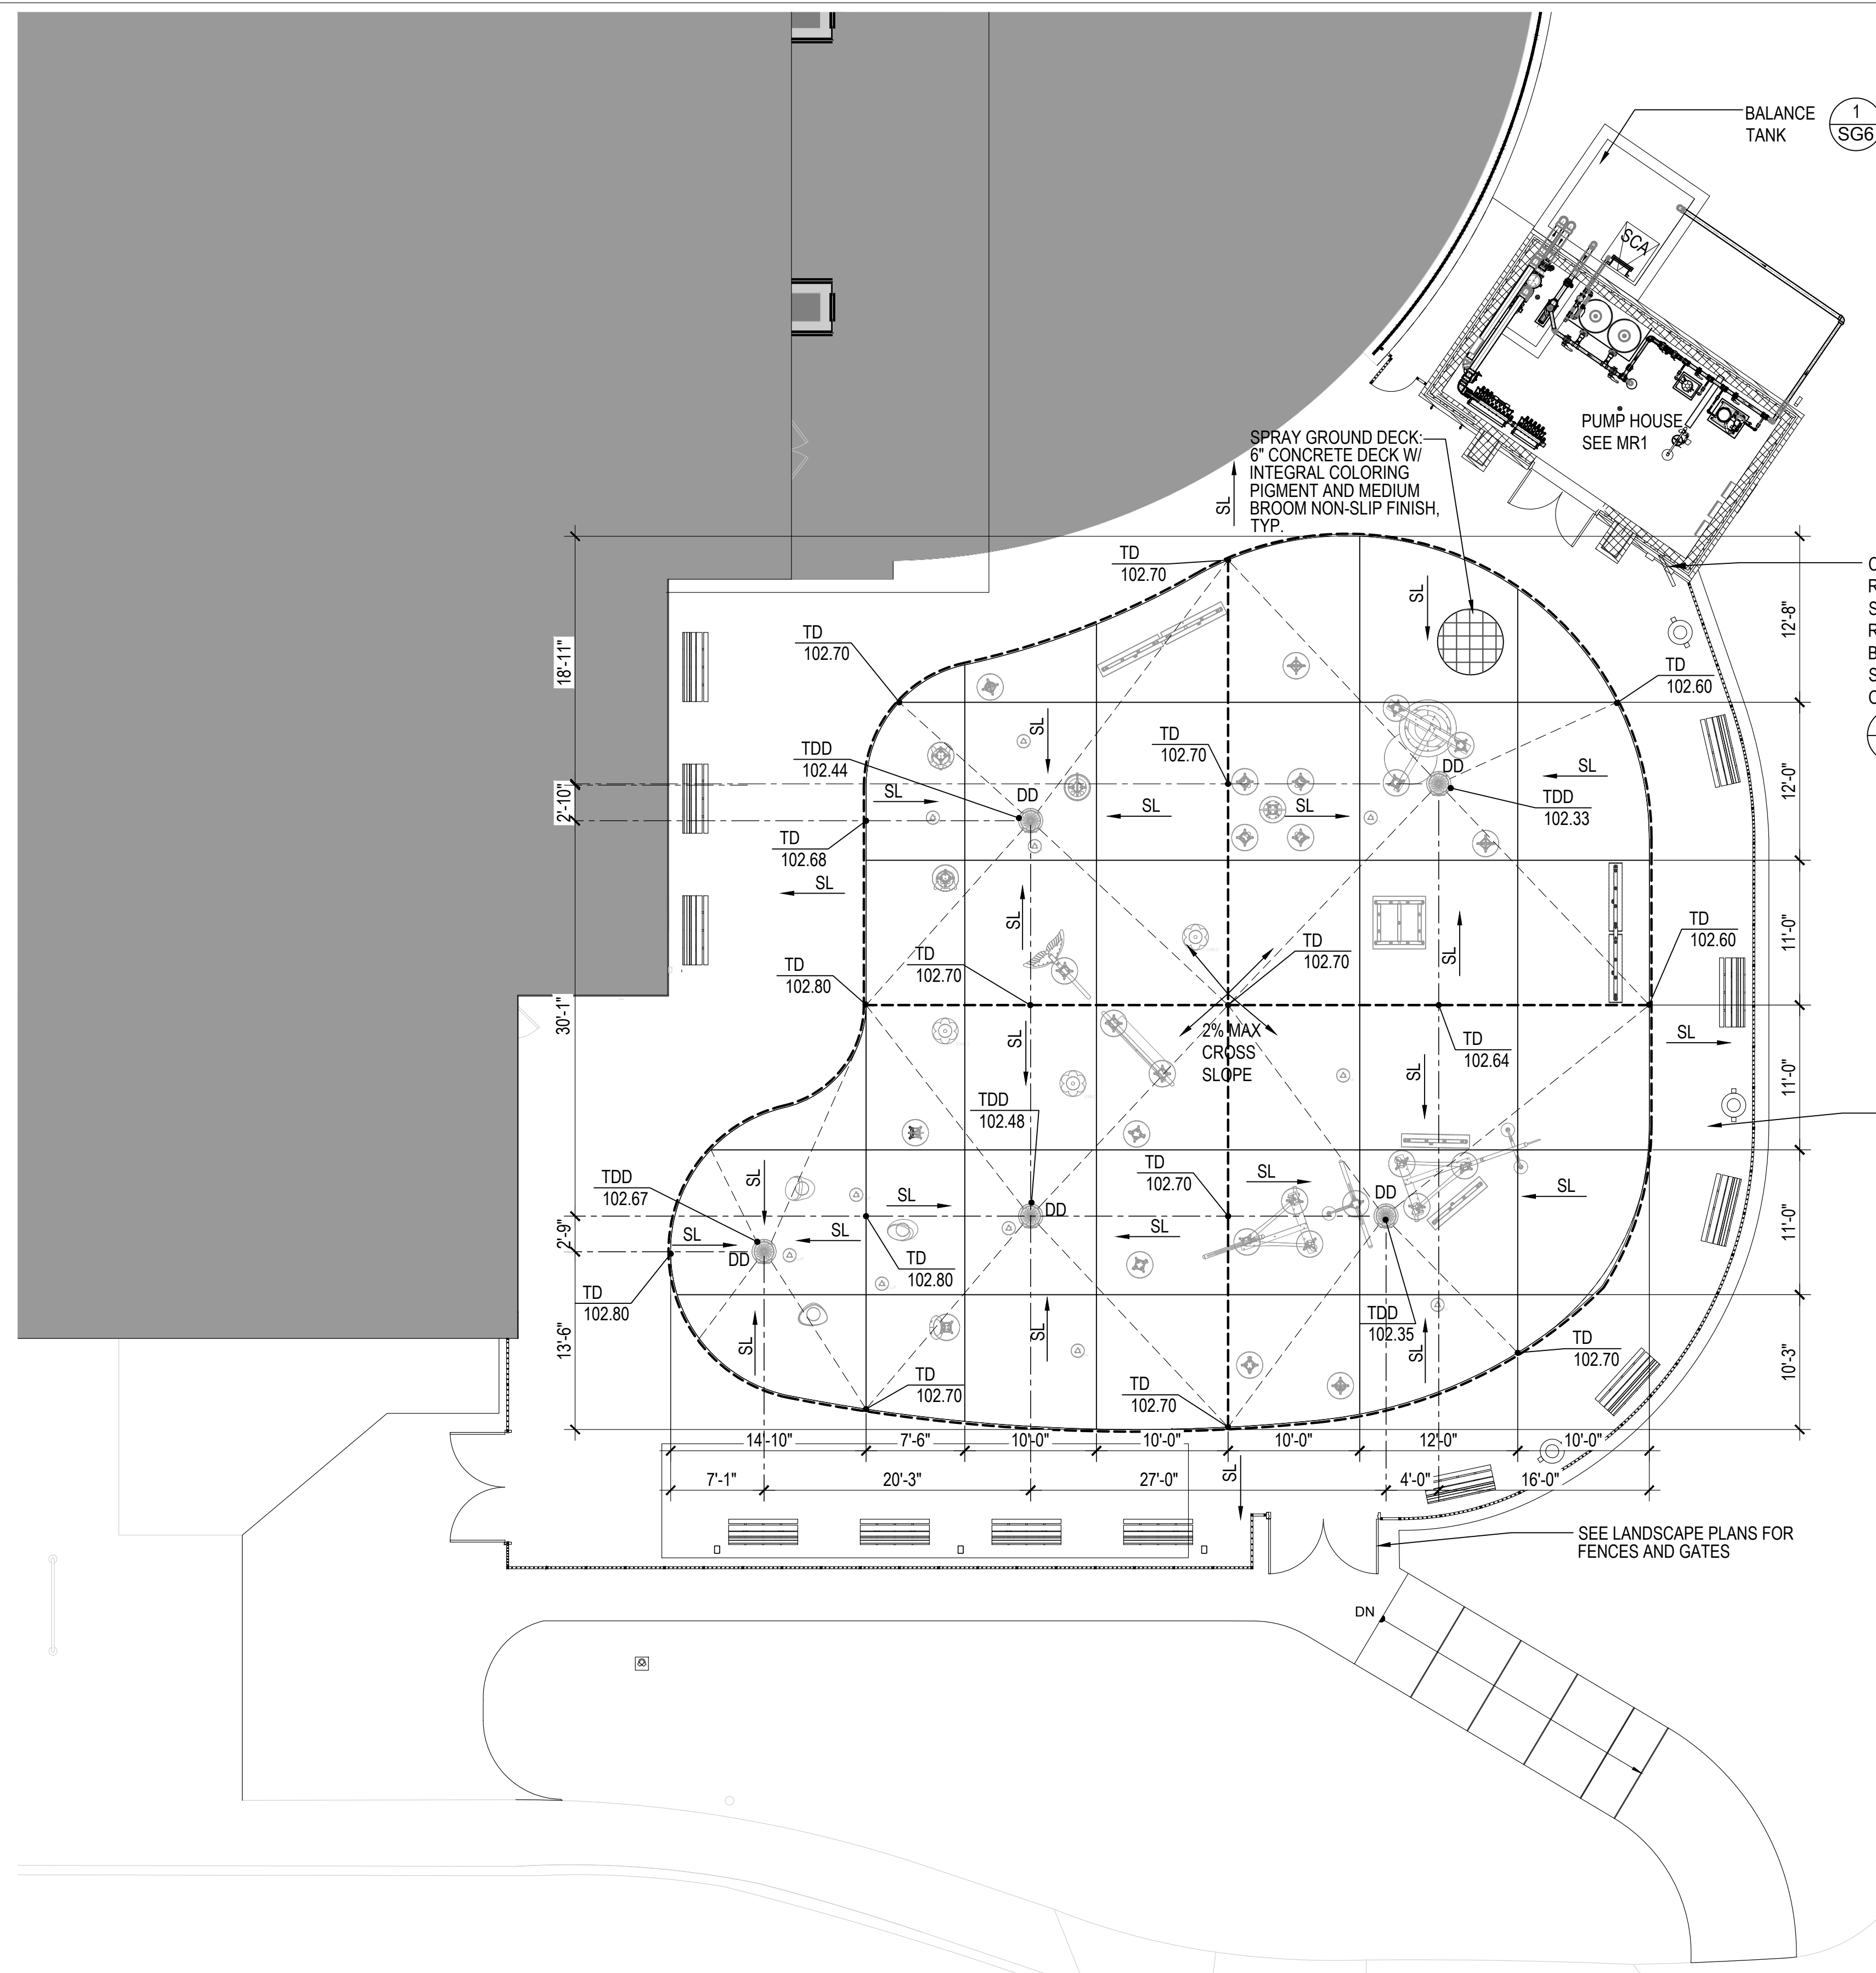 BALANCE
TANK
1
SG6
SCA
PUMP HOUSE
SEE MR1
SPRAY GROUND DECK:
6" CONCRETE DECK W/
INTEGRAL COLORING
PIGMENT AND MEDIUM
BROOM NON-SLIP FINISH,
TYP.
SL
TD
102.70
C
R
S
R
B
S
C
SL
12'-8"
18'-11"
TD
102.70
TD
102.60
SL
TD
102.70
TDD
102.44
DD
SL
SL
SL
DD
SL
TDD
102.33
12'-0"
2'-10"
TD
102.68
SL
SL
TD
102.60
11'-0"
SL
TD
102.80
TD
102.70
TD
102.70
30'-1"
2% MAX
CROSS
SLOPE
SL
TD
102.64
SL
SL
11'-0"
TDD
102.48
TDD
102.67
SL
SL
TD
102.70
SL
SL
DD
DD
SL
11'-0"
2'-9"
SL
SL
DD
TD
102.80
TD
102.80
SL
SL
TDD
102.35
SL
TD
102.70
13'-6"
10'-3"
TD
102.70
TD
102.70
14'-10"
7'-6"
10'-0"
10'-0"
10'-0"
12'-0"
10'-0"
7'-1"
20'-3"
27'-0"
SL
4'-0"
16'-0"
SEE LANDSCAPE PLANS FOR
FENCES AND GATES
DN